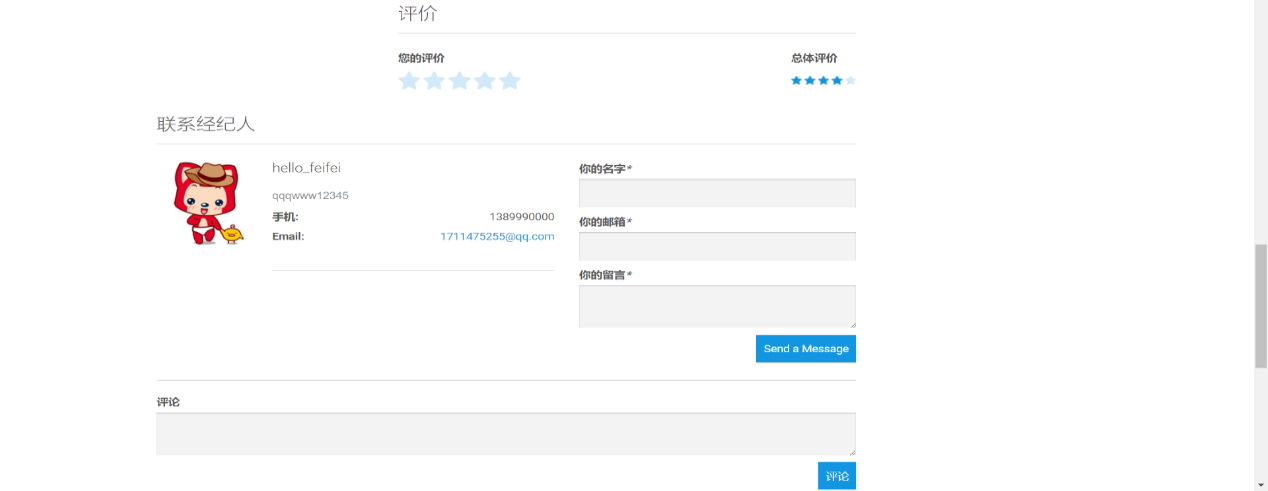 评价
您的评价
总体评价
联系经纪人
hello_feifei
qqqwww12345
手机: 1389990000
Email: 1711475255@qq.com
你的名字*
你的邮箱*
你的留言*
Send a Message
评论
评论